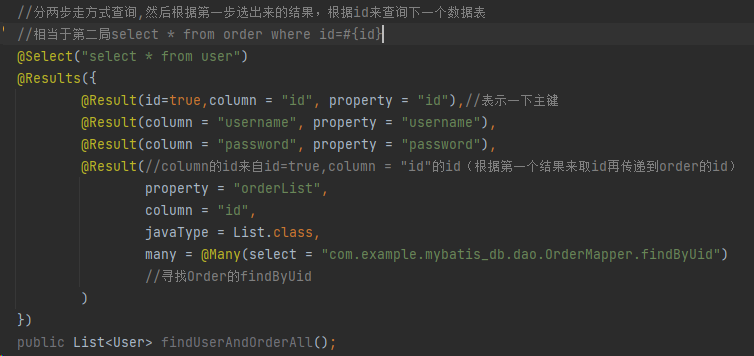 //分两步走方式查询,然后根据第一步选出来的结果，根据id来查询下一个数据表
//相当于第二局select * from order where id=#{id}
@Select("select * from user")
@Results({
@Result(id=true,column = "id", property = "id"),//表示一下主键
@Result(column = "username", property = "username"),
@Result(column = "password", property = "password"),
@Result(//column的id来自id=true,column = "id"的id（根据第一个结果来取id再传递到order的id）
property = "orderList",
column = "id",
javaType = List.class,
many = @Many(select = "com.example.mybatis_db.dao.OrderMapper.findByUid")
//寻找Order的findByUid
)
})
public List<User> findUserAndOrderAll();